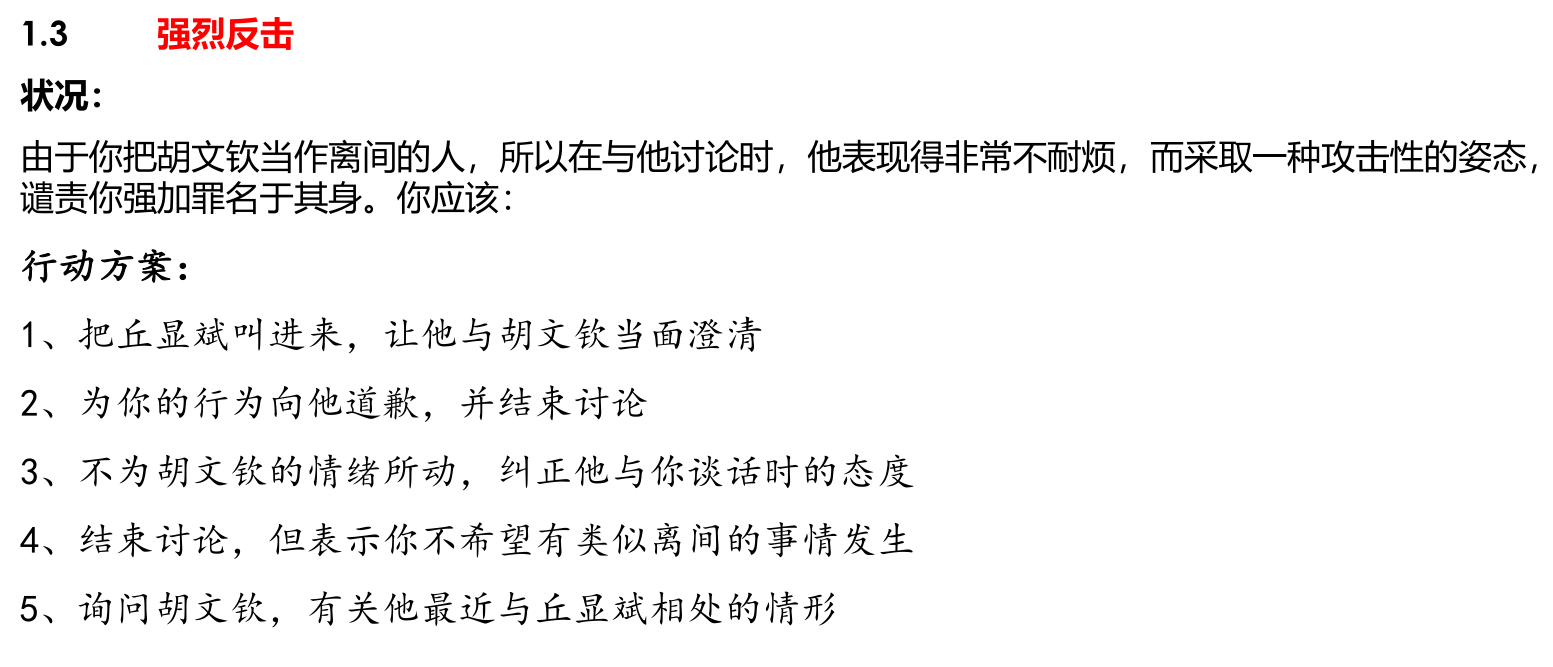 1.3 强烈反击
状况：
由于你把胡文钦当作离间的人，所以在与他讨论时，他表现得非常不耐烦，而采取一种攻击性的姿态，
谴责你强加罪名于其身。你应该：
行动方案：
1、把丘显斌叫进来，让他与胡文钦当面澄清
2、为你的行为向他道歉，并结束讨论
3、不为胡文钦的情绪所动，纠正他与你谈话时的态度
4、结束讨论，但表示你不希望有类似离间的事情发生
5、询问胡文钦，有关他最近与丘显斌相处的情形